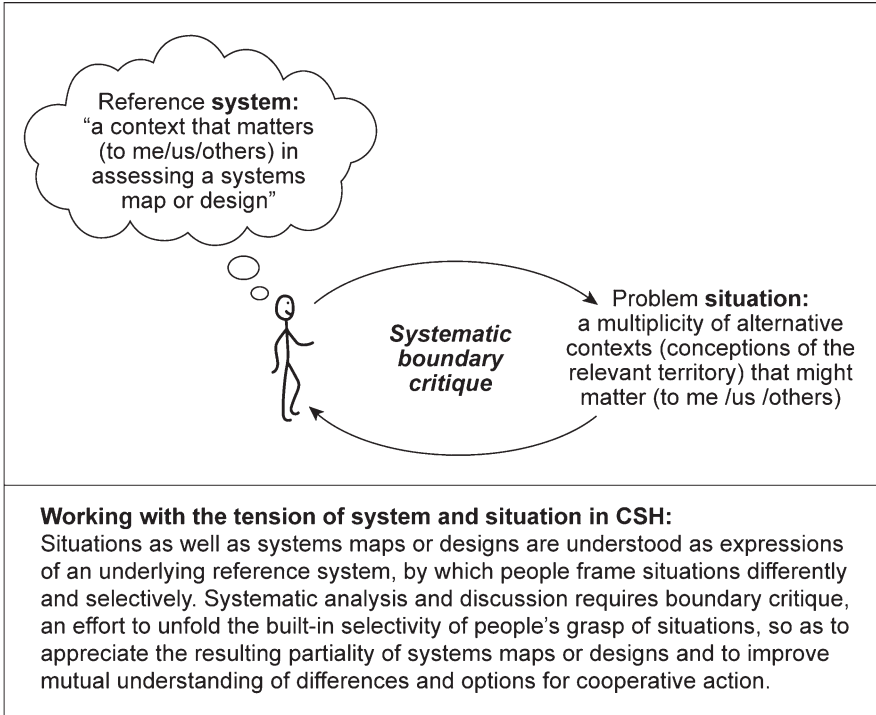 Reference system:
“a context that matters
(to me/us/others) in
assessing a systems
map or design”
Systematic
boundary
critique
Problem situation:
a multiplicity of alternative
contexts (conceptions of the
relevant territory) that might
matter (to me /us /others)
Working with the tension of system and situation in CSH:
Situations as well as systems maps or designs are understood as expressions
of an underlying reference system, by which people frame situations differently
and selectively. Systematic analysis and discussion requires boundary critique,
an effort to unfold the built-in selectivity of people’s grasp of situations, so as to
appreciate the resulting partiality of systems maps or designs and to improve
mutual understanding of differences and options for cooperative action.